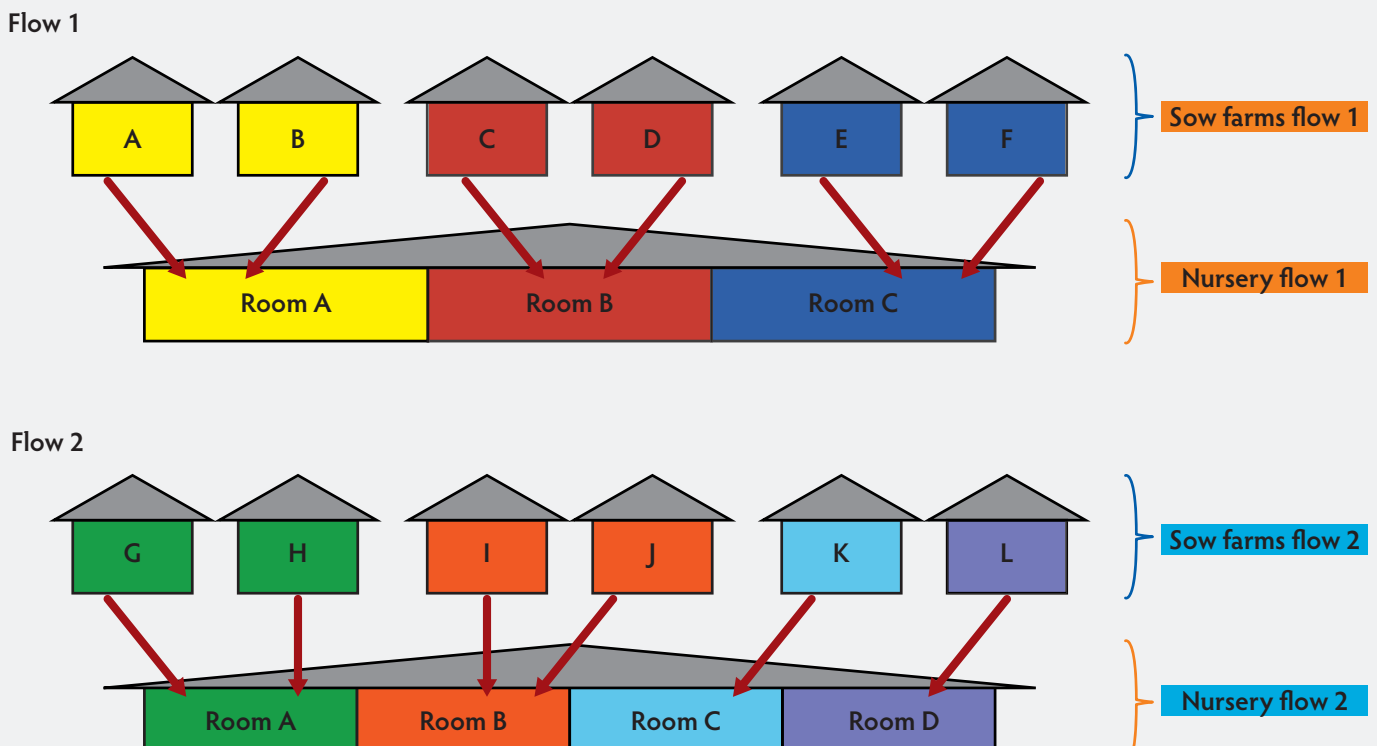 Flow 1
A
B
C
D
E
F
Sow farms flow 1
Room A
Room B
Room C
Nursery flow 1
Flow 2
G
H
I
J
K
L
Sow farms flow 2
Room A
Room B
Room C
Room D
Nursery flow 2